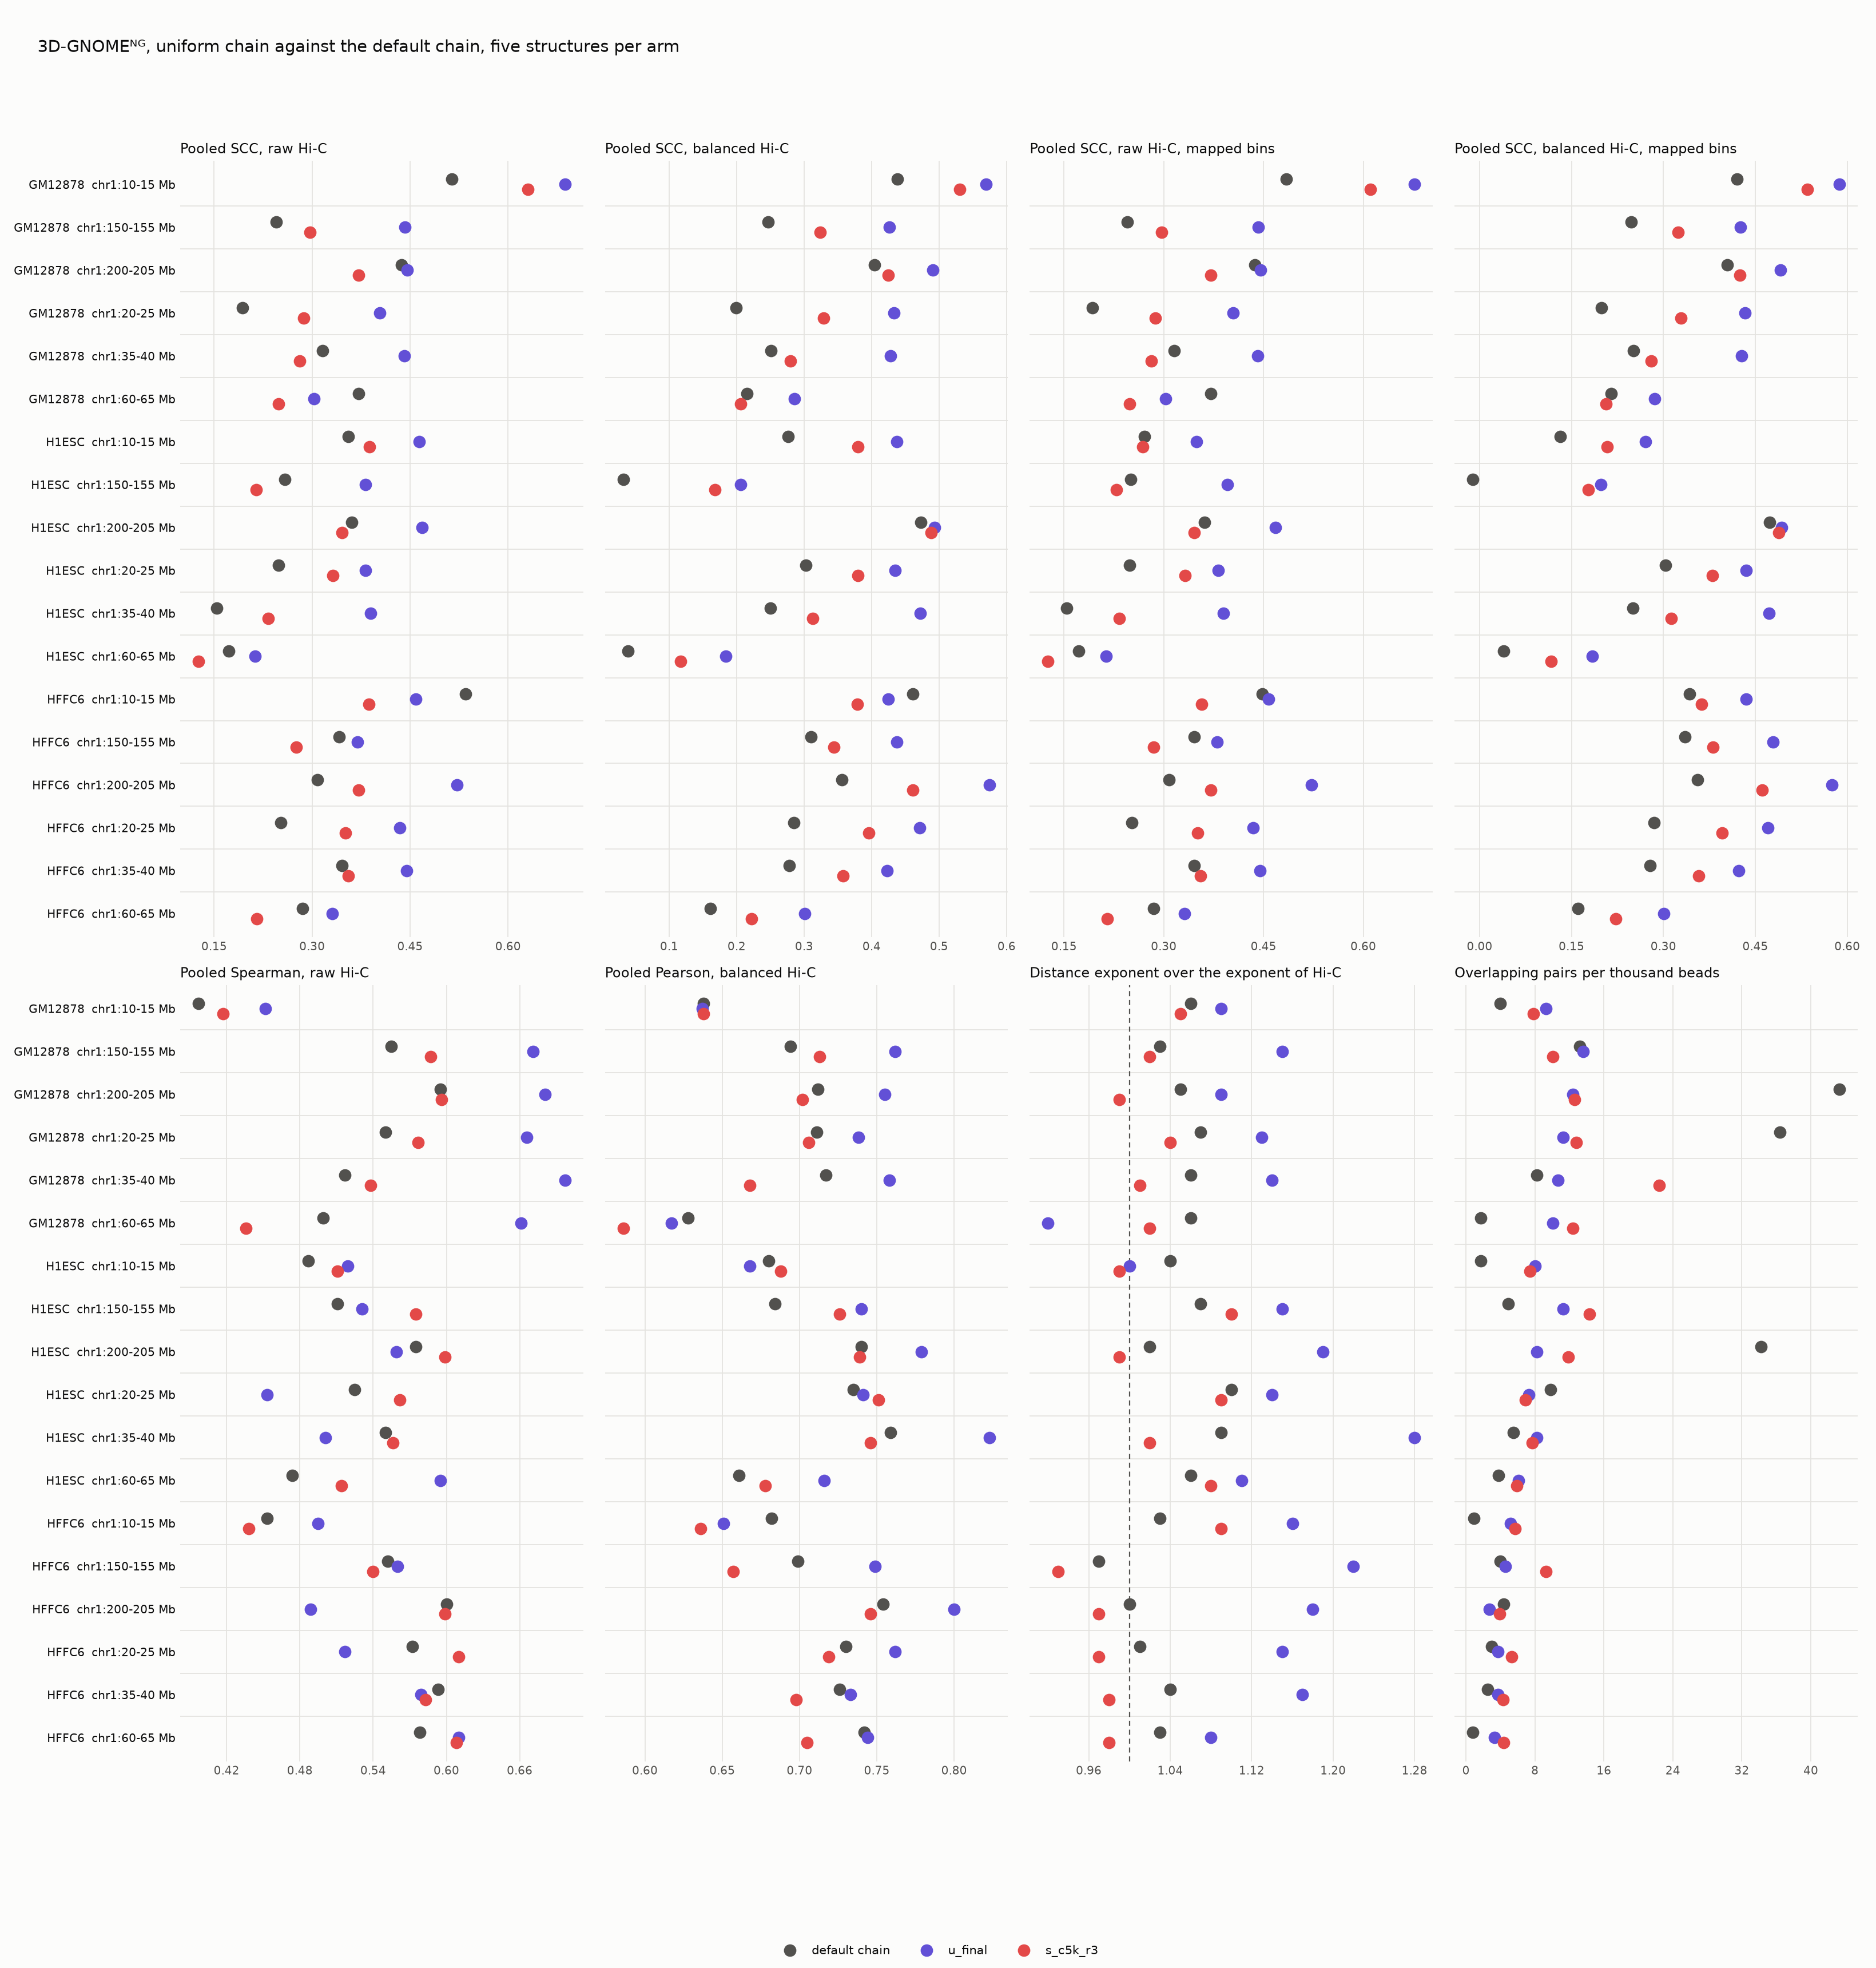 3D-GNOMEᴺᴳ, uniform chain against the default chain, five structures per arm
Pooled SCC, raw Hi-C
Pooled SCC, balanced Hi-C
Pooled SCC, raw Hi-C, mapped bins
Pooled SCC, balanced Hi-C, mapped bins
GM12878 chr1:10-15 Mb
GM12878 chr1:150-155 Mb
GM12878 chr1:200-205 Mb
GM12878 chr1:20-25 Mb
GM12878 chr1:35-40 Mb
GM12878 chr1:60-65 Mb
H1ESC chr1:10-15 Mb
H1ESC chr1:150-155 Mb
H1ESC chr1:200-205 Mb
H1ESC chr1:20-25 Mb
H1ESC chr1:35-40 Mb
H1ESC chr1:60-65 Mb
HFFC6 chr1:10-15 Mb
HFFC6 chr1:150-155 Mb
HFFC6 chr1:200-205 Mb
HFFC6 chr1:20-25 Mb
HFFC6 chr1:35-40 Mb
HFFC6 chr1:60-65 Mb
0.15 0.30 0.45 0.60
0.1 0.2 0.3 0.4 0.5 0.6
0.15 0.30 0.45 0.60
0.00 0.15 0.30 0.45 0.60
Pooled Spearman, raw Hi-C
Pooled Pearson, balanced Hi-C
Distance exponent over the exponent of Hi-C
Overlapping pairs per thousand beads
GM12878 chr1:10-15 Mb
GM12878 chr1:150-155 Mb
GM12878 chr1:200-205 Mb
GM12878 chr1:20-25 Mb
GM12878 chr1:35-40 Mb
GM12878 chr1:60-65 Mb
H1ESC chr1:10-15 Mb
H1ESC chr1:150-155 Mb
H1ESC chr1:200-205 Mb
H1ESC chr1:20-25 Mb
H1ESC chr1:35-40 Mb
H1ESC chr1:60-65 Mb
HFFC6 chr1:10-15 Mb
HFFC6 chr1:150-155 Mb
HFFC6 chr1:200-205 Mb
HFFC6 chr1:20-25 Mb
HFFC6 chr1:35-40 Mb
HFFC6 chr1:60-65 Mb
0.42 0.48 0.54 0.60 0.66
0.60 0.65 0.70 0.75 0.80
0.96 1.04 1.12 1.20 1.28
0 8 16 24 32 40
default chain
u_final
s_c5k_r3